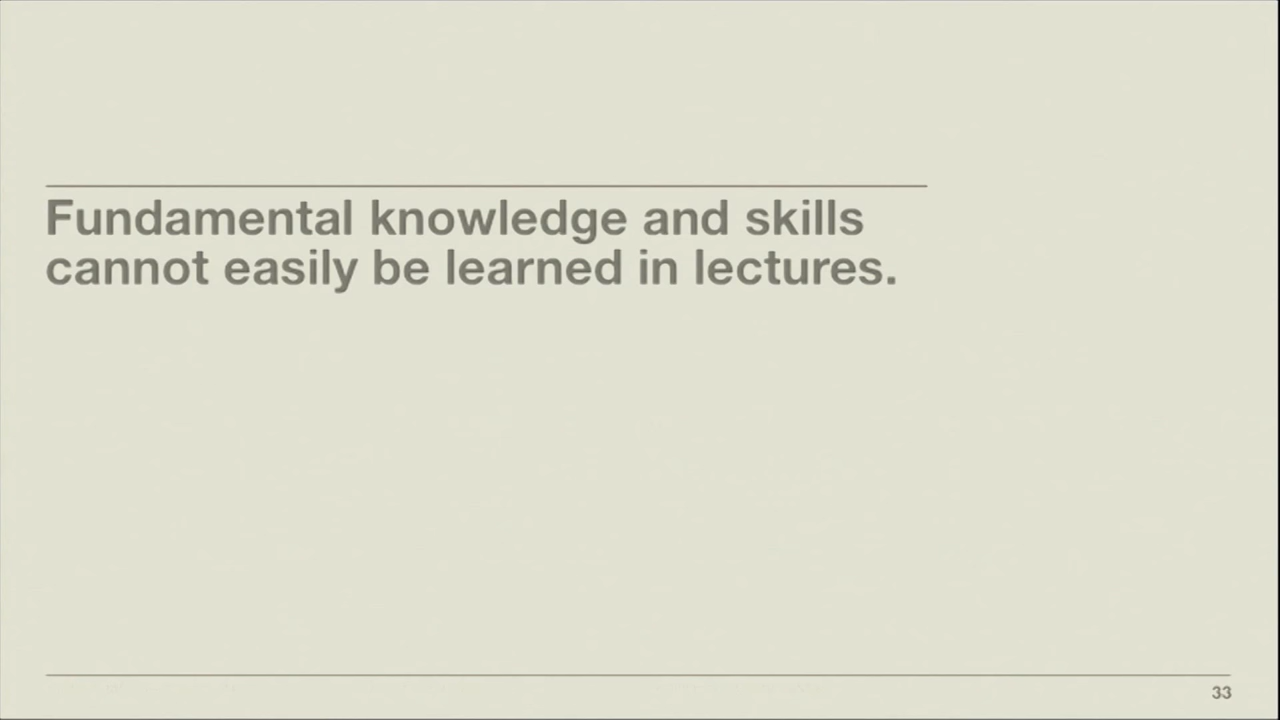 Fundamental knowledge and skills
cannot easily be learned in lectures.
33